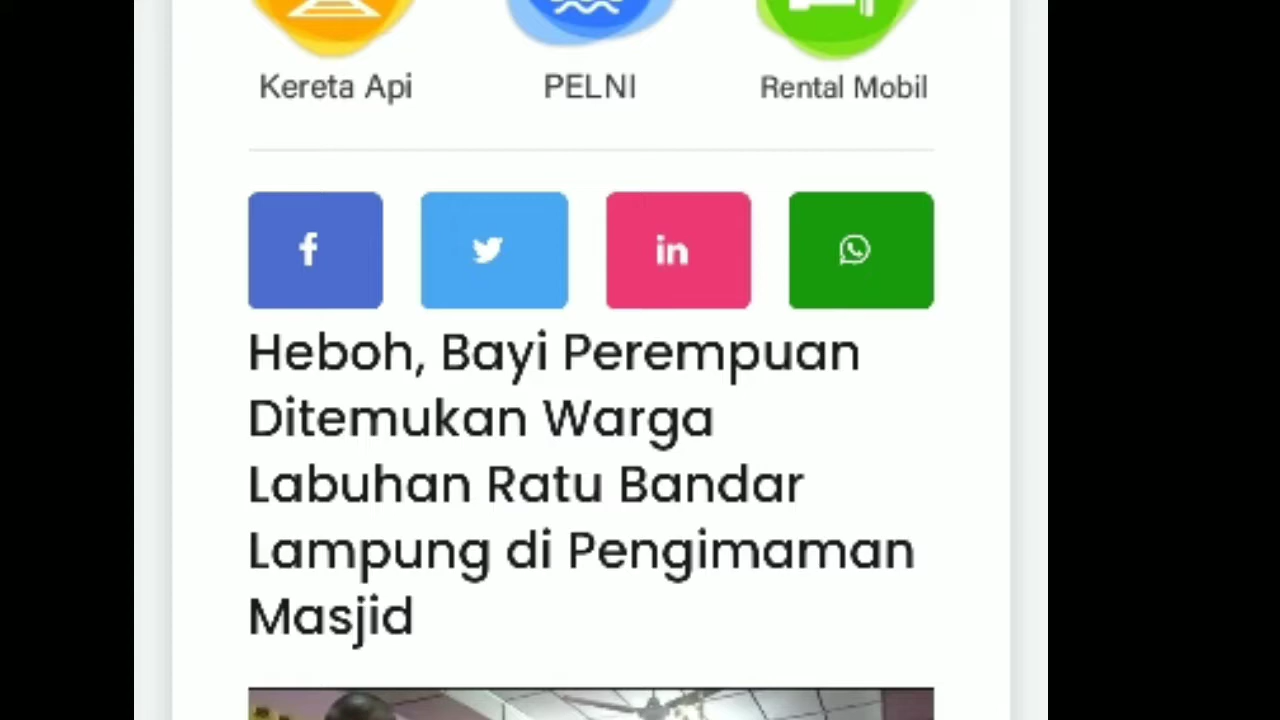 Kereta Api
PELNI
Rental Mobil
f
in
Heboh, Bayi Perempuan
Ditemukan Warga
Labuhan Ratu Bandar
Lampung di Pengimaman
Masjid